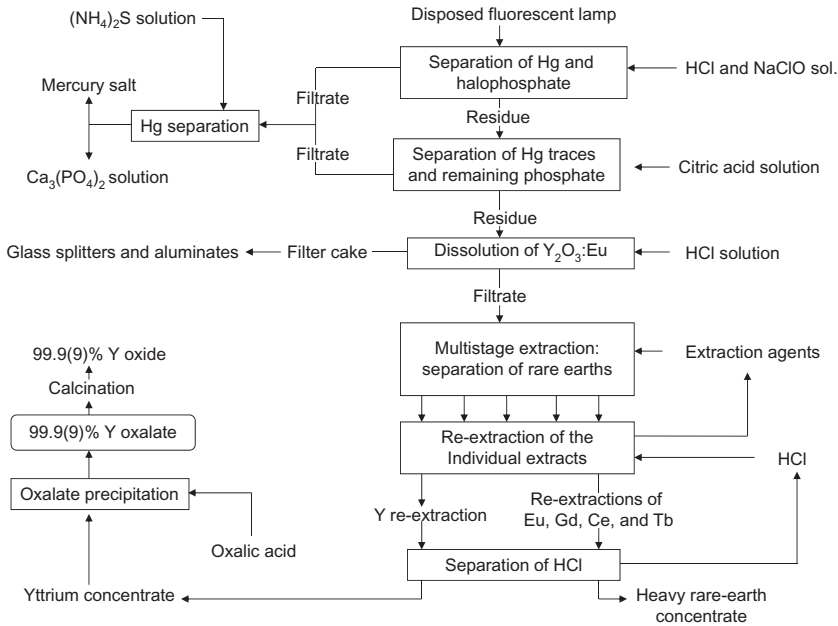 (NH4)2S solution
Disposed fluorescent lamp
Separation of Hg and
halophosphate
HCl and NaClO sol.
Mercury salt
Filtrate
Residue
Hg separation
Filtrate
Separation of Hg traces
and remaining phosphate
Citric acid solution
Ca3(PO4)2 solution
Residue
Glass splitters and aluminates
Filter cake
Dissolution of Y2O3:Eu
HCl solution
Filtrate
99.9(9)% Y oxide
Multistage extraction:
separation of rare earths
Extraction agents
Calcination
99.9(9)% Y oxalate
Re-extraction of the
Individual extracts
HCl
Oxalate precipitation
Y re-extraction
Re-extractions of
Eu, Gd, Ce, and Tb
Oxalic acid
Separation of HCl
Yttrium concentrate
Heavy rare-earth
concentrate